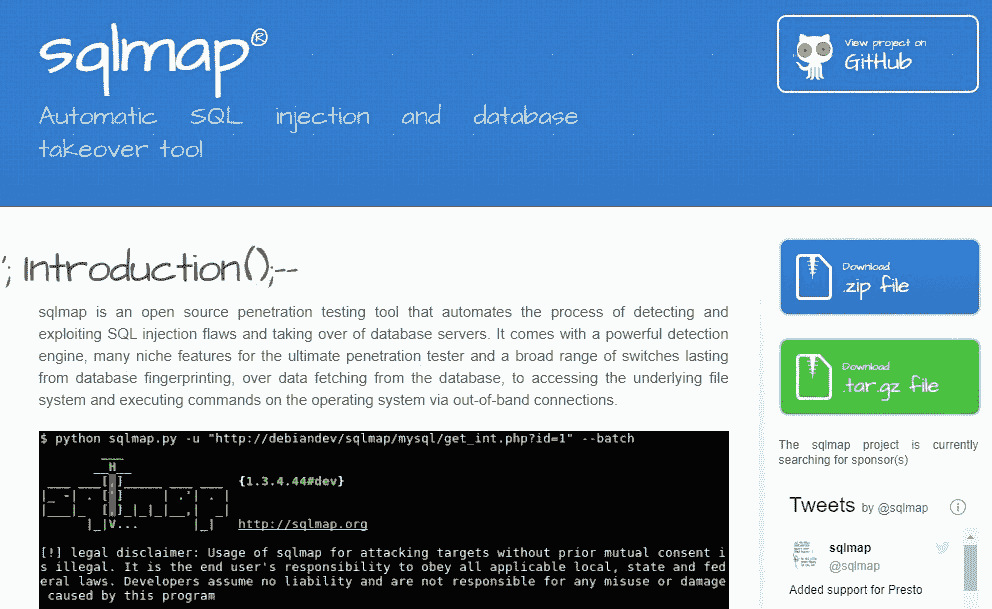 sqlmap®
Automatic SQL injection and database
takeover tool
View project on
GitHub
'; Introduction();--
sqlmap is an open source penetration testing tool that automates the process of detecting and
exploiting SQL injection flaws and taking over of database servers. It comes with a powerful detection
engine, many niche features for the ultimate penetration tester and a broad range of switches lasting
from database fingerprinting, over data fetching from the database, to accessing the underlying file
system and executing commands on the operating system via out-of-band connections.
$ python sqlmap.py -u "http://debiandev/sqlmap/mysql/get_int.php?id=1" --batch
{1.3.4.44#dev}
http://sqlmap.org
[!] legal disclaimer: Usage of sqlmap for attacking targets without prior mutual consent i
s illegal. It is the end user's responsibility to obey all applicable local, state and fed
eral laws. Developers assume no liability and are not responsible for any misuse or damage
caused by this program
Download
.zip file
Download
.tar.gz file
The sqlmap project is currently
searching for sponsor(s)
Tweets by @sqlmap
sqlmap
@sqlmap
Added support for Presto